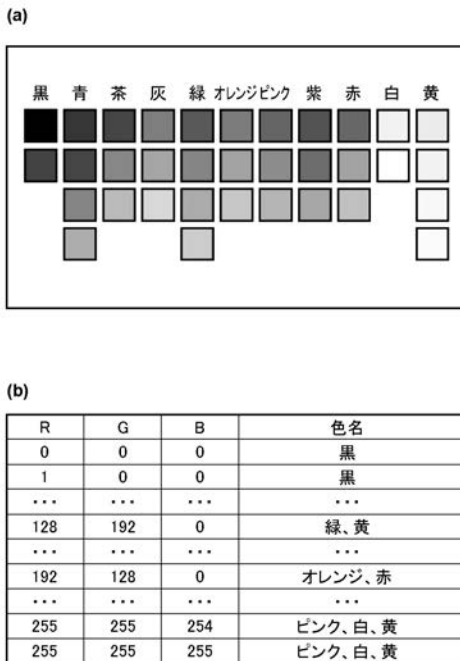 (a)
黒 青 茶 灰 緑 オレンジ ピンク 紫 赤 白 黄
(b)
R G B 色名
0 0 0 黒
1 0 0 黒
… … … …
128 192 0 緑、黄
… … … …
192 128 0 オレンジ、赤
… … … …
255 255 254 ピンク、白、黄
255 255 255 ピンク、白、黄